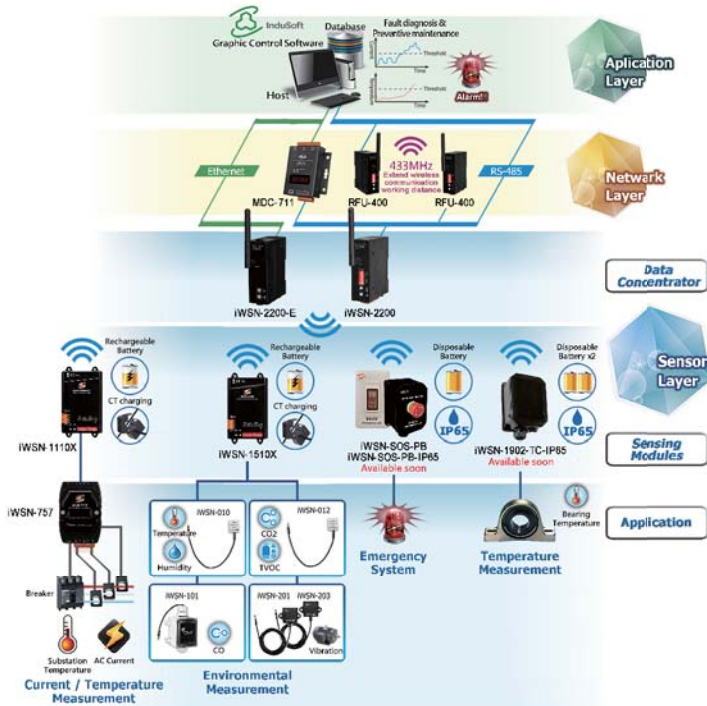 InduSoft
Graphic Control Software
Database
Host
Fault diagnosis &
Preventive maintenance
Threshold
Time
Threshold
Time
Alarm!
Aplication
Layer
Ethernet
MDC-711
RFU-400
433MHz
Extend wireless
communication
working distance
RFU-400
RS-485
Netwrark
Layer
iWSN-2200-E
iWSN-2200
Data
Concentrator
Sensor
Layer
Rechargeable
Battery
CT charging
iWSN-1110X
Rechargeable
Battery
CT charging
iWSN-1510X
Disposable
Battery
IP65
iWSN-SOS-PB
iWSN-SOS-PB-IP65
Available soon
Disposable
Battery x2
IP65
iWSN-1902-TC-IP65
Available soon
Sensing
Modules
iWSN-757
Breaker
Substation
Temperature
AC Current
Current / Temperature
Measurement
iWSN-010
Temperature
Humidity
iWSN-012
CO2
TVOC
iWSN-101
CO
iWSN-201
iWSN-203
Vibration
Environmental
Measurement
Emergency
System
Bearing
Temperature
Temperature
Measurement
Application